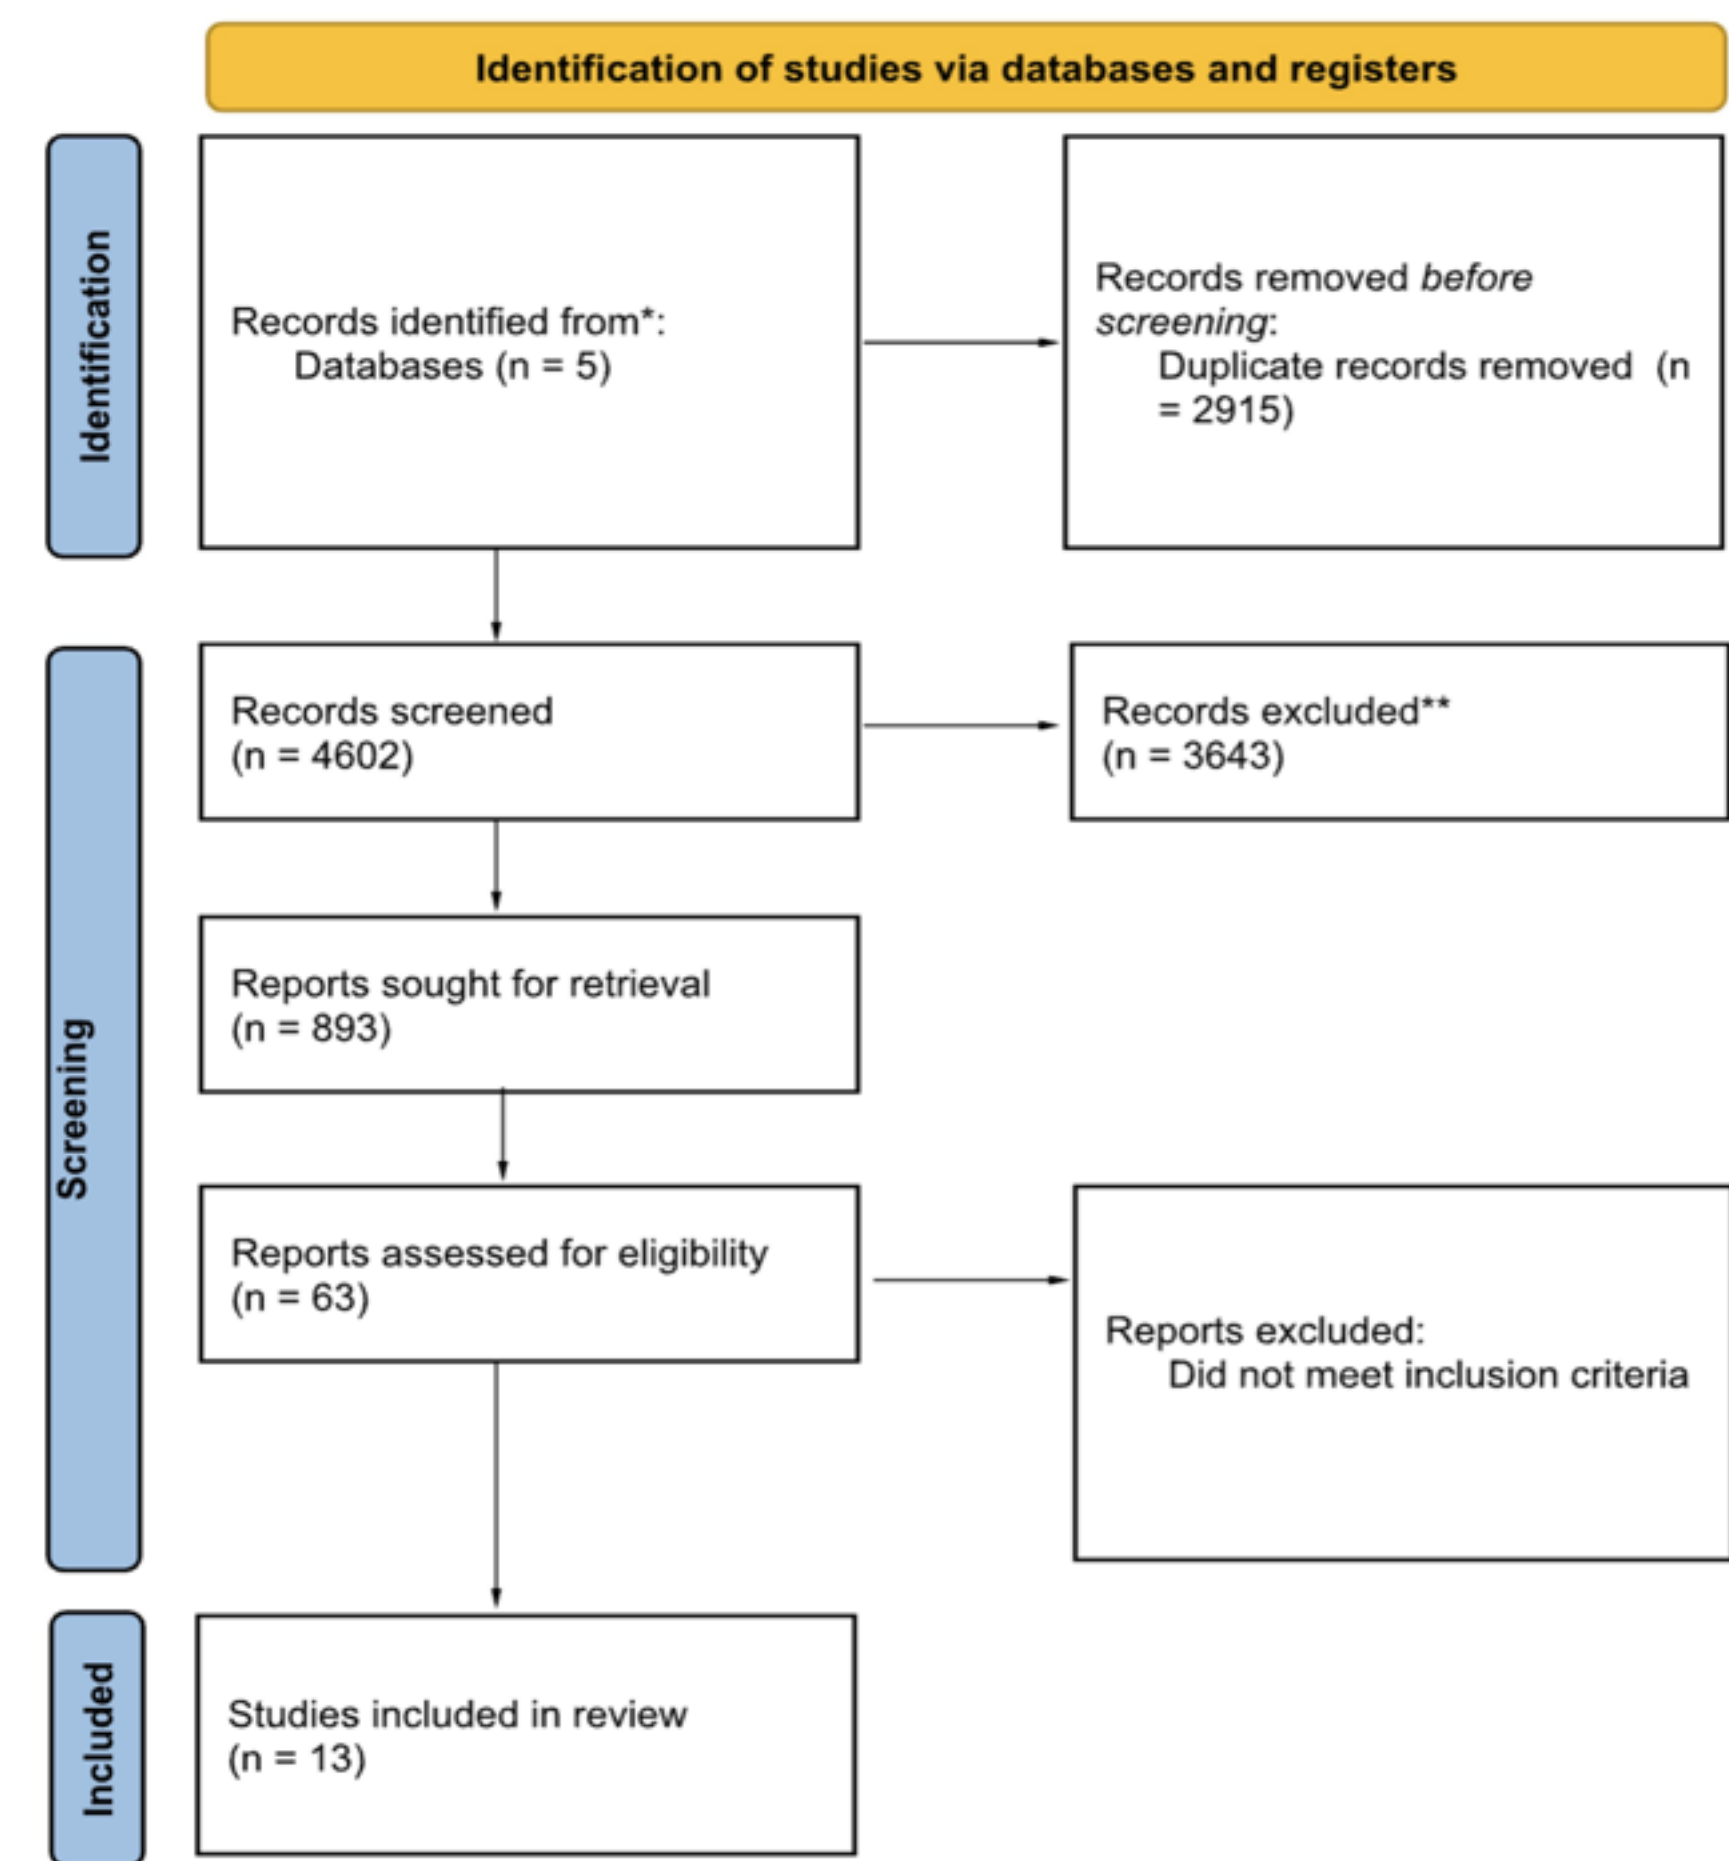 Identification of studies via databases and registers
Identification
Records identified from*:
Databases (n = 5)
Records removed before
screening:
Duplicate records removed  (n
= 2915)
Screening
Records screened
(n = 4602)
Records excluded**
(n = 3643)
Reports sought for retrieval
(n = 893)
Reports assessed for eligibility
(n = 63)
Reports excluded:
Did not meet inclusion criteria
Included
Studies included in review
(n = 13)